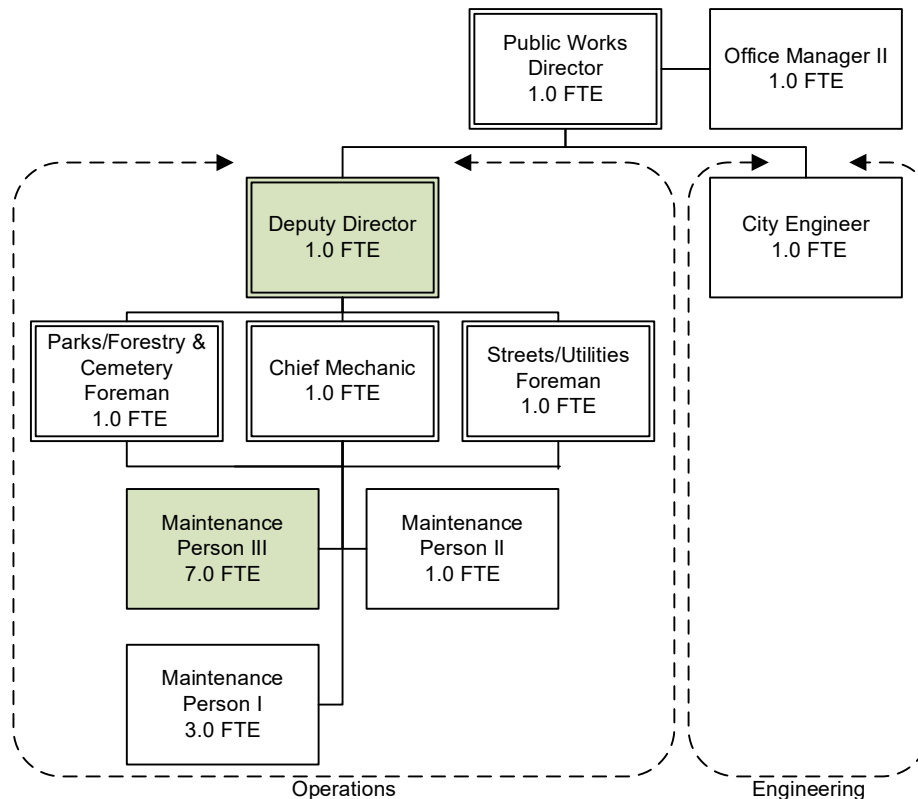 Public Works
Director
1.0 FTE
Office Manager II
1.0 FTE
Deputy Director
1.0 FTE
City Engineer
1.0 FTE
Parks/Forestry &
Cemetery
Foreman
1.0 FTE
Chief Mechanic
1.0 FTE
Streets/Utilities
Foreman
1.0 FTE
Maintenance
Person III
7.0 FTE
Maintenance
Person II
1.0 FTE
Maintenance
Person I
3.0 FTE
Operations
Engineering